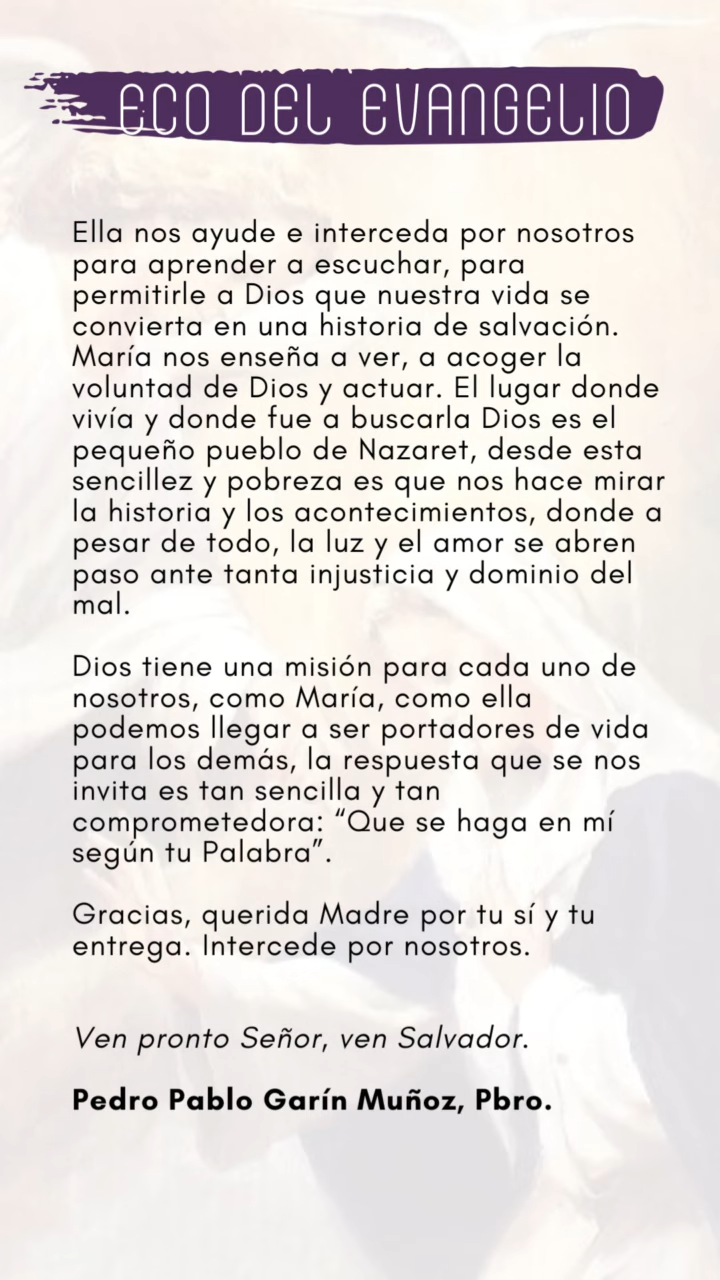 ECO DEL EVANGELIO
Ella nos ayude e interceda por nosotros
para aprender a escuchar, para
permitirle a Dios que nuestra vida se
convierta en una historia de salvación.
María nos enseña a ver, a acoger la
voluntad de Dios y actuar. El lugar donde
vivía y donde fue a buscarla Dios es el
pequeño pueblo de Nazaret, desde esta
sencillez y pobreza es que nos hace mirar
la historia y los acontecimientos, donde a
pesar de todo, la luz y el amor se abren
paso ante tanta injusticia y dominio del
mal.
Dios tiene una misión para cada uno de
nosotros, como María, como ella
podemos llegar a ser portadores de vida
para los demás, la respuesta que se nos
invita es tan sencilla y tan
comprometedora: “Que se haga en mí
según tu Palabra”.
Gracias, querida Madre por tu sí y tu
entrega. Intercede por nosotros.
Ven pronto Señor, ven Salvador.
Pedro Pablo Garín Muñoz, Pbro.